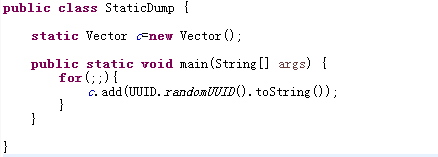 public class StaticDump {
static Vector c=new Vector();
public static void main(String[] args) {
for(;;){
c.add(UUID.randomUUID().toString());
}
}
}